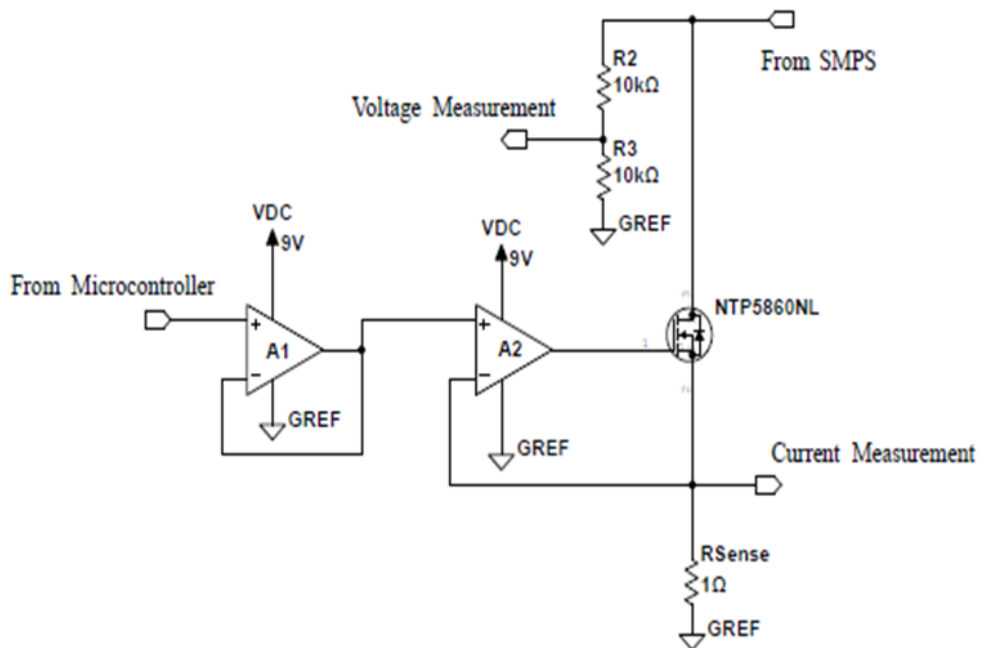 From SMPS
R2
10kΩ
Voltage Measurement
R3
10kΩ
GREF
VDC
9V
VDC
9V
From Microcontroller
NTP5860NL
A1
A2
1
GREF
GREF
Current Measurement
RSense
1Ω
GREF